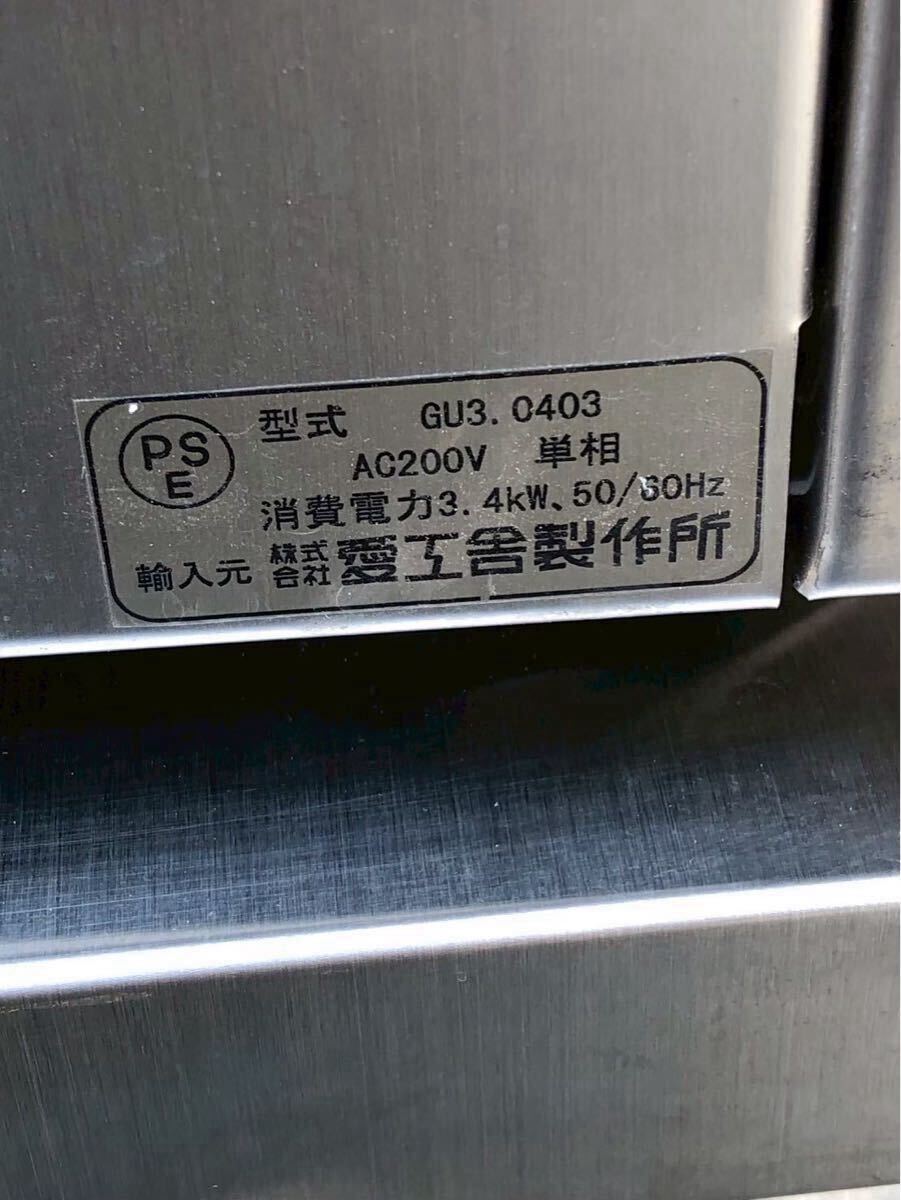 PS
E
型式 GU3.0403
AC200V 単相
消費電力3.4kW、50/60Hz
輸入元 株式会社 愛工舎製作所